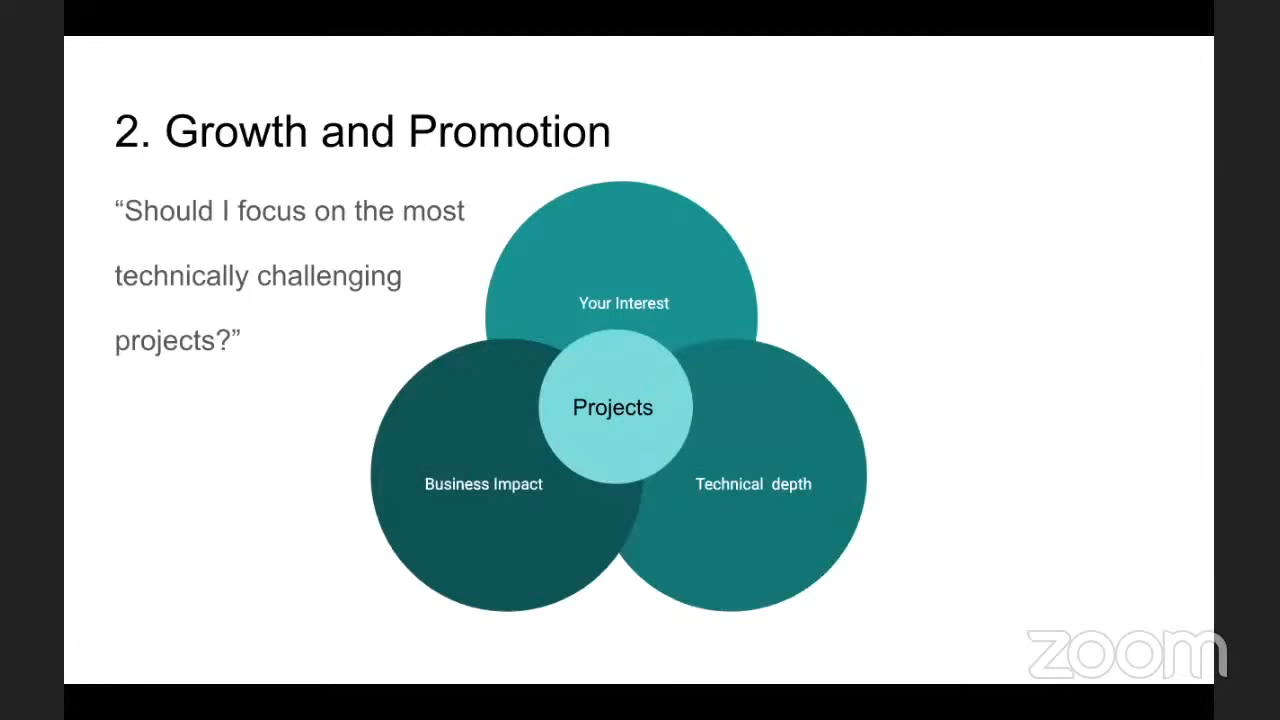 2. Growth and Promotion
“Should I focus on the most
technically challenging
projects?”
Your Interest
Projects
Business Impact
Technical depth
zoom